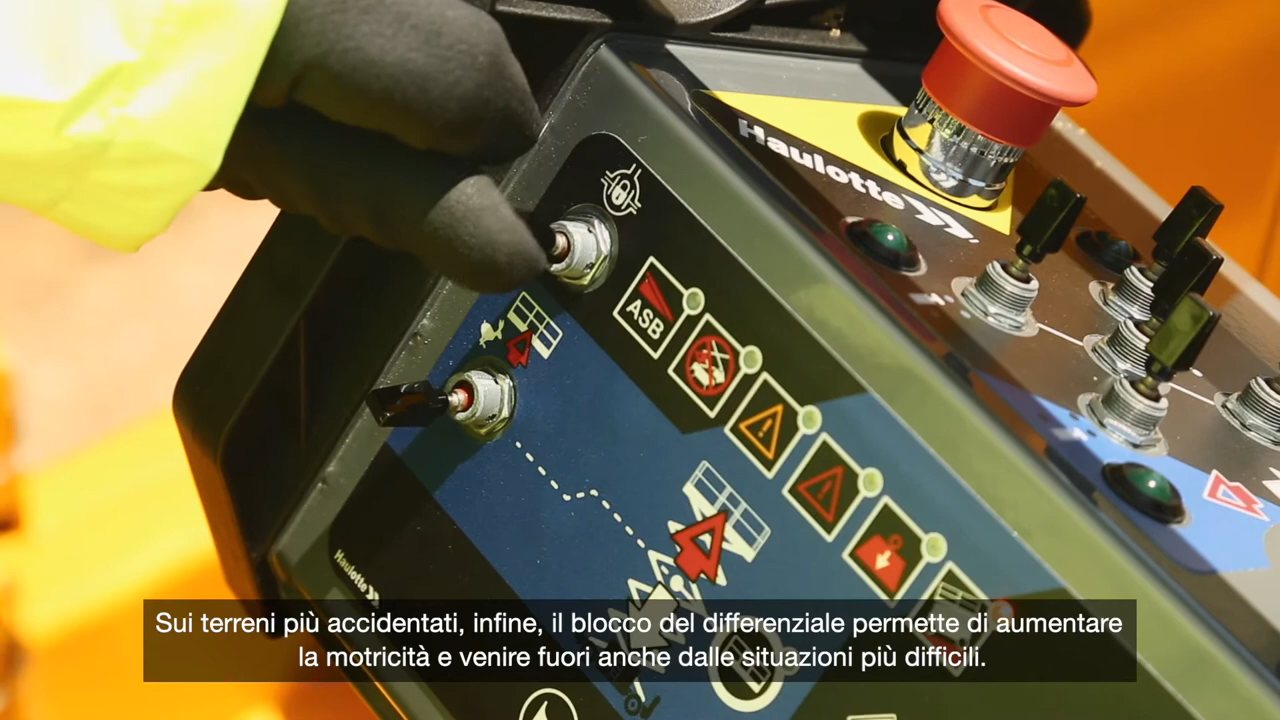 Haulotte
ASB
Haulotte
Sui terreni più accidentati, infine, il blocco del differenziale permette di aumentare
la motricità e venire fuori anche dalle situazioni più difficili.